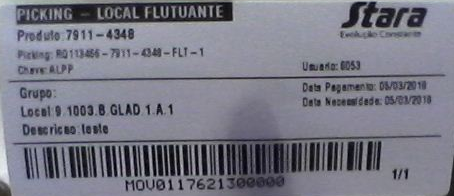 PICKING - LOCAL FLUTUANTE
Stara
Evolução Constante
Produto: 7911-4348
Picking: RO113466-7911-4348-FLT-1
Chave: ALPP
Usuario: 6053
Grupo:
Data Pagamento: 05/03/2018
Data Necessidade: 05/03/2018
Local: 9.1003.B.GLAD.1.A.1
Descricao: teste
MOV0117621300000
1/1